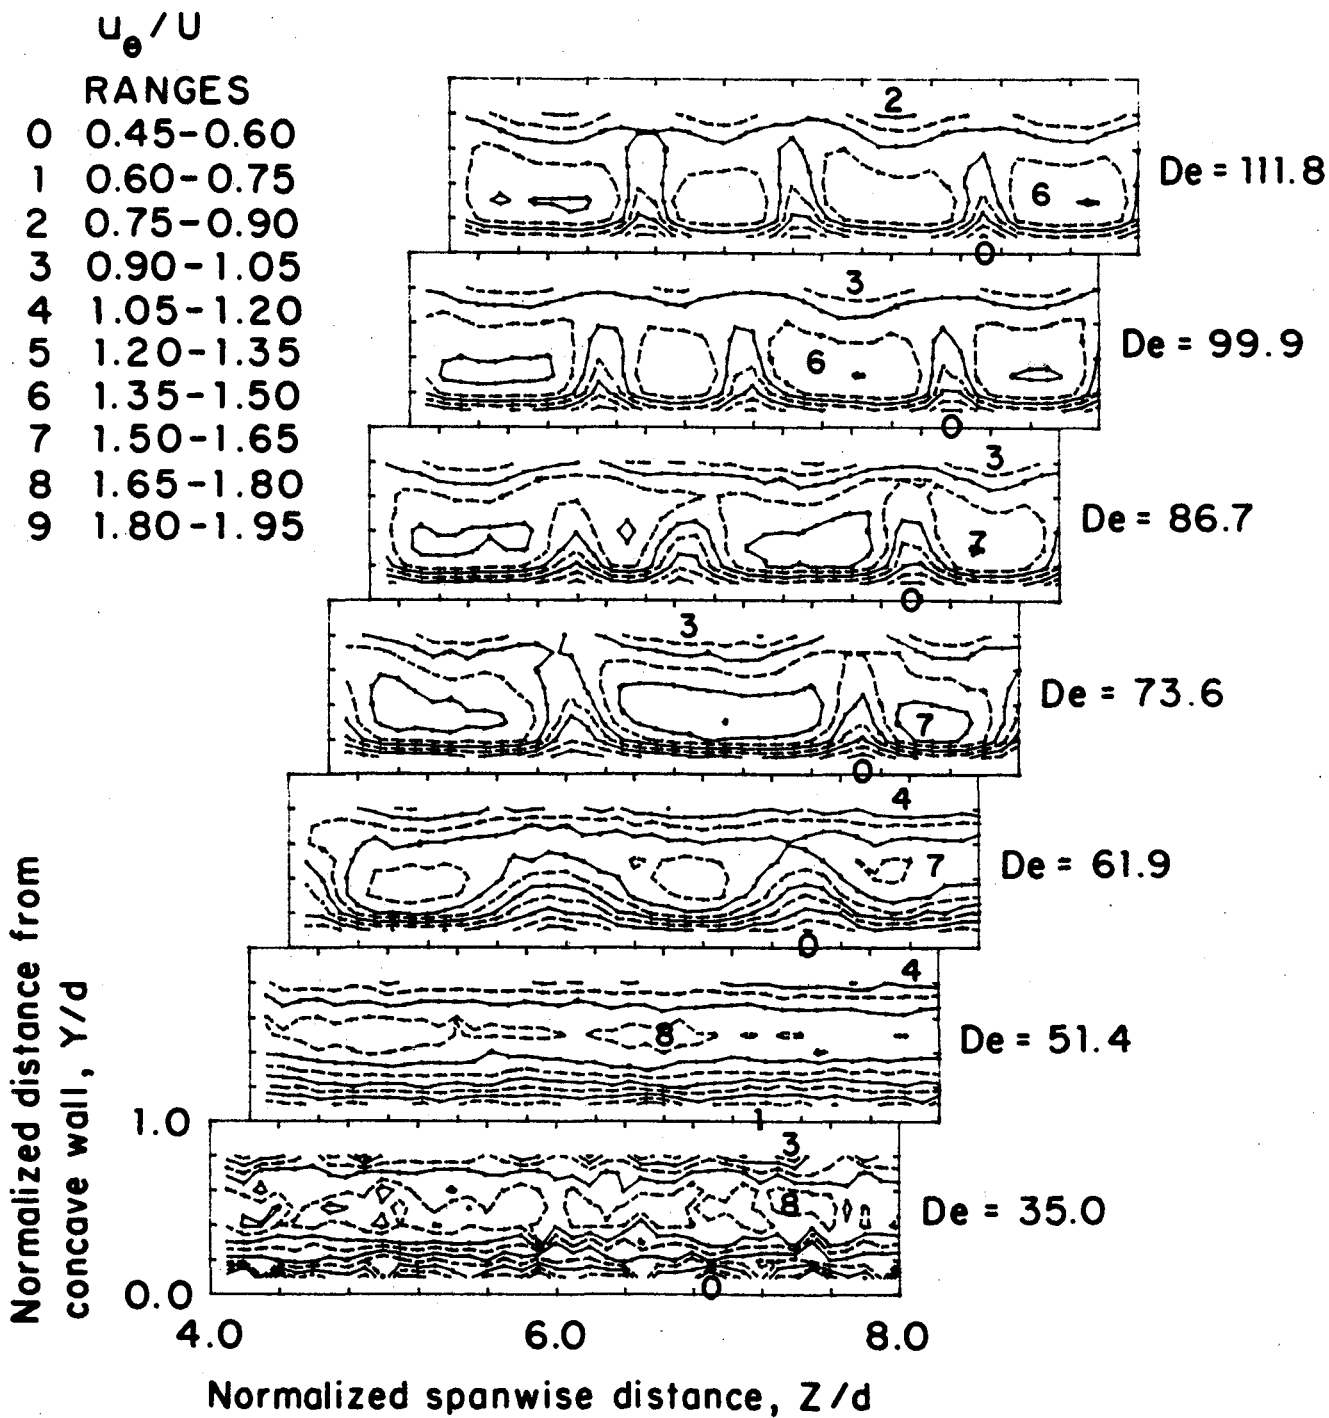 uθ/U
RANGES
0 0.45-0.60
1 0.60-0.75
2 0.75-0.90
3 0.90-1.05
4 1.05-1.20
5 1.20-1.35
6 1.35-1.50
7 1.50-1.65
8 1.65-1.80
9 1.80-1.95
2
6
0
De = 111.8
3
6
0
De = 99.9
3
7
0
De = 86.7
3
7
0
De = 73.6
4
7
0
De = 61.9
4
8
1
De = 51.4
3
8
0
De = 35.0
Normalized distance from
concave wall, Y/d
1.0
0.0
4.0 6.0 8.0
Normalized spanwise distance, Z/d